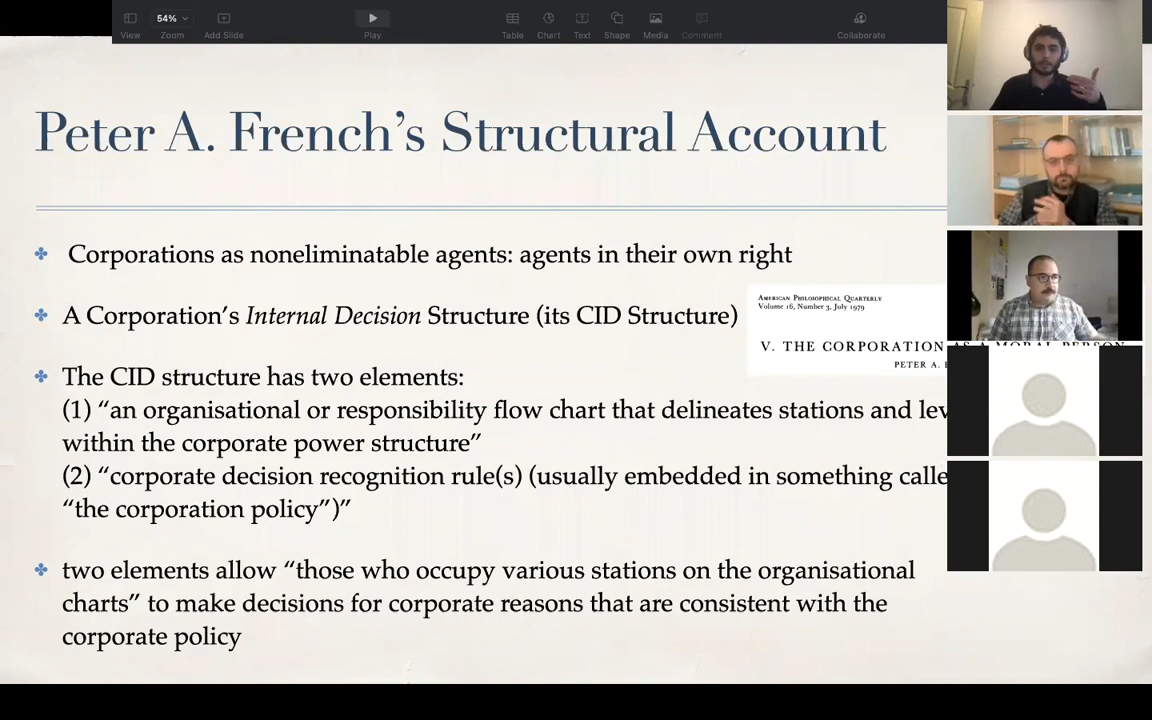 54%
View
Zoom
Add Slide
Play
Table
Chart
Text
Shape
Media
Comment
Collaborate
Peter A. French’s Structural Account
Corporations as noneliminatable agents: agents in their own right
A Corporation’s Internal Decision Structure (its CID Structure)
American Philosophical Quarterly
Volume 16, Number 3, July 1979
V. THE CORPORATION AS A MORAL PERSON
PETER A.
The CID structure has two elements:
(1) “an organisational or responsibility flow chart that delineates stations and lev
within the corporate power structure”
(2) “corporate decision recognition rule(s) (usually embedded in something calle
“the corporation policy”)”
two elements allow “those who occupy various stations on the organisational
charts” to make decisions for corporate reasons that are consistent with the
corporate policy